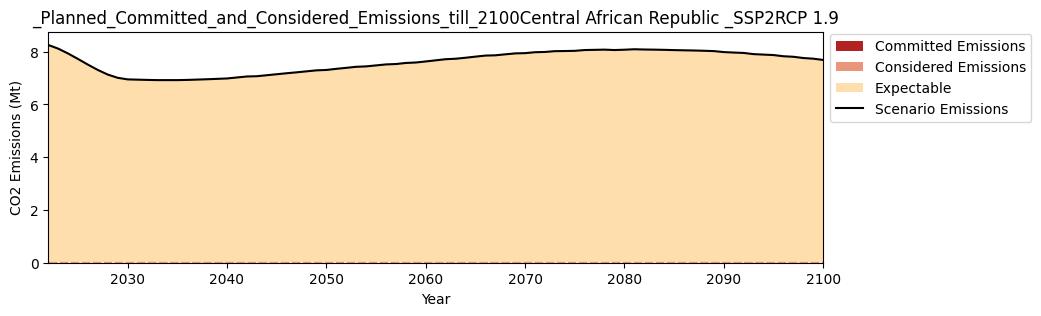 _Planned_Committed_and_Considered_Emissions_till_2100Central African Republic _SSP2RCP 1.9
8
6
4
2
0
CO2 Emissions (Mt)
2030 2040 2050 2060 2070 2080 2090 2100
Year
Committed Emissions
Considered Emissions
Expectable
Scenario Emissions